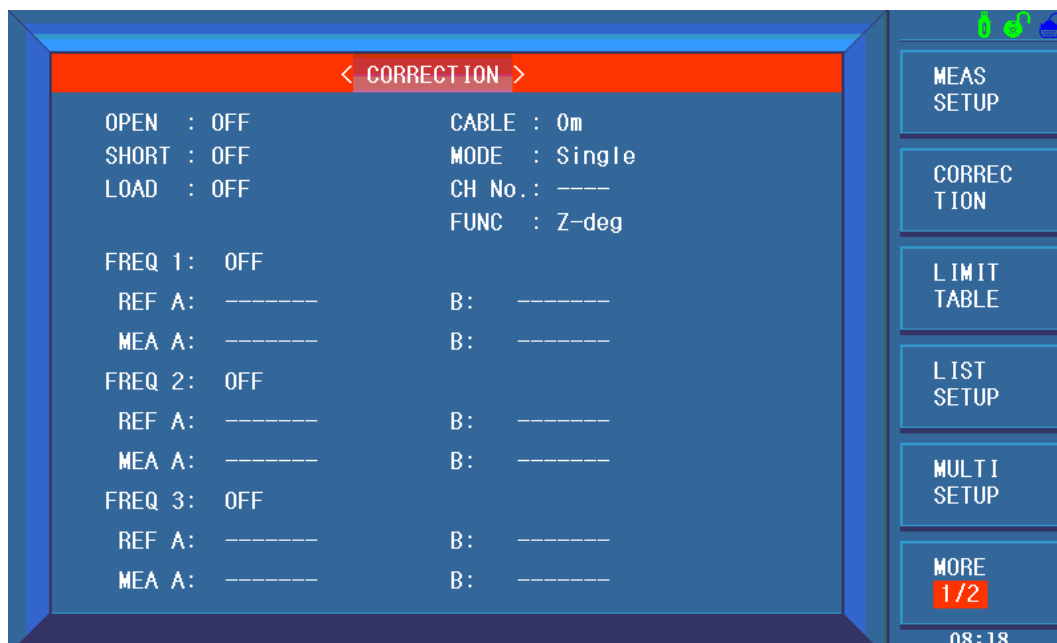 < CORRECTION >
OPEN : OFF CABLE : 0m
SHORT : OFF MODE : Single
LOAD : OFF CH No.: ----
FUNC : Z-deg
FREQ 1: OFF
REF A: ------- B: -------
MEA A: ------- B: -------
FREQ 2: OFF
REF A: ------- B: -------
MEA A: ------- B: -------
FREQ 3: OFF
REF A: ------- B: -------
MEA A: ------- B: -------
MEAS
SETUP
CORREC
TION
LIMIT
TABLE
LIST
SETUP
MULTI
SETUP
MORE
1/2
08:18